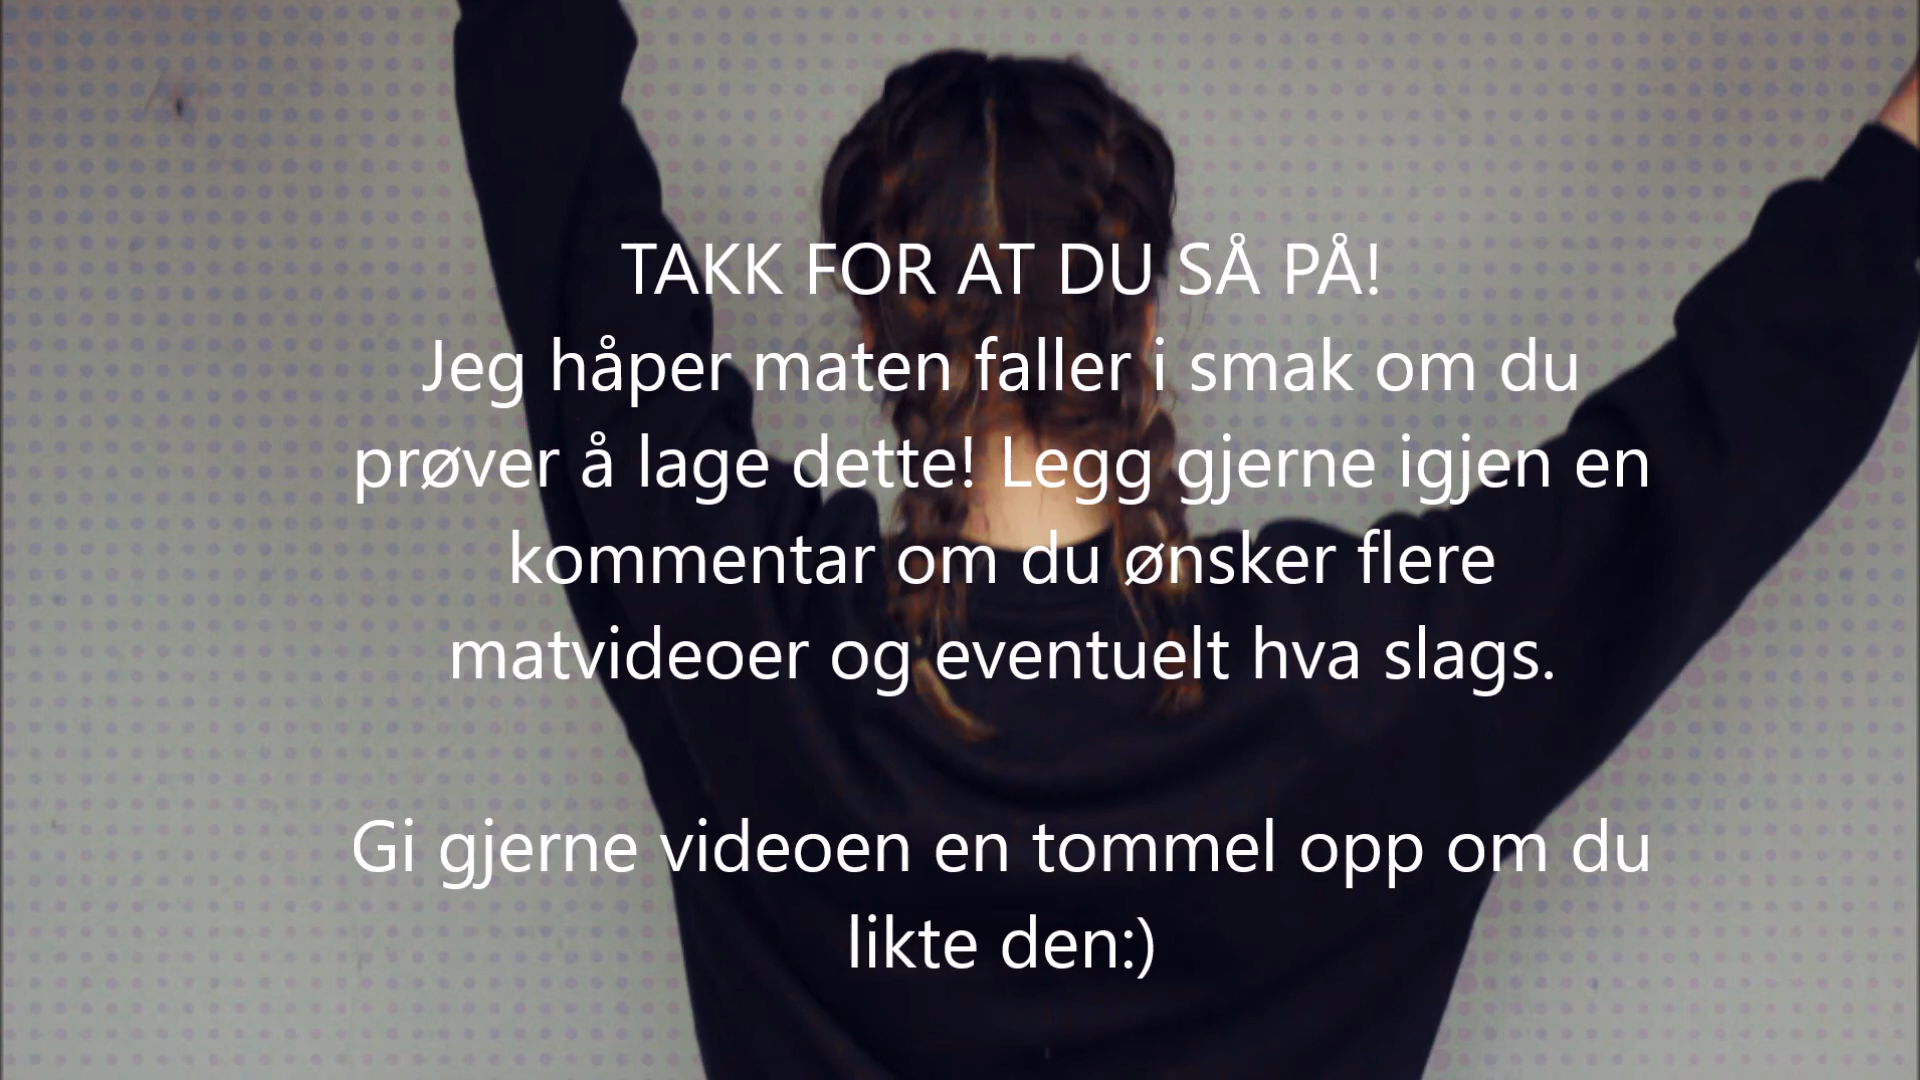 TAKK FOR AT DU SÅ PÅ!
Jeg håper maten faller i smak om du
prøver å lage dette! Legg gjerne igjen en
kommentar om du ønsker flere
matvideoer og eventuelt hva slags.
Gi gjerne videoen en tommel opp om du
likte den:)